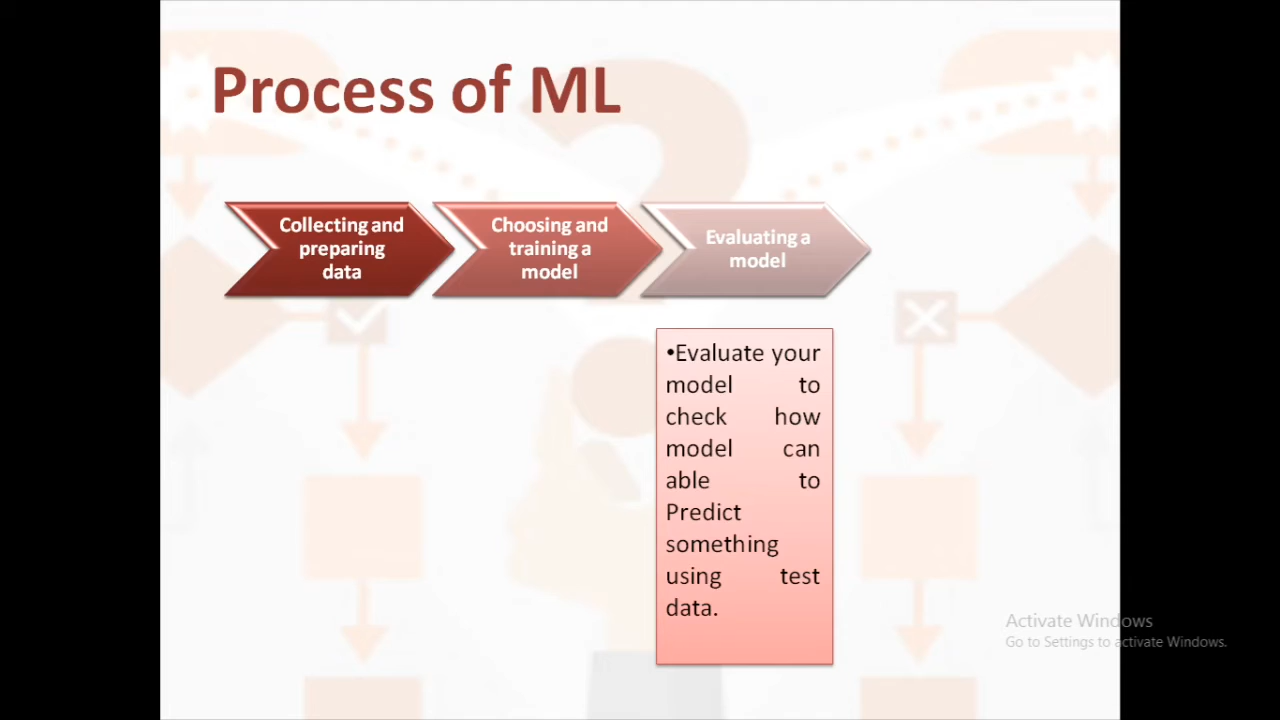 Process of ML
Collecting and
preparing
data
Choosing and
training a
model
Evaluating a
model
•Evaluate your
model to
check how
model can
able to
Predict
something
using test
data.
Activate Windows
Go to Settings to activate Windows.